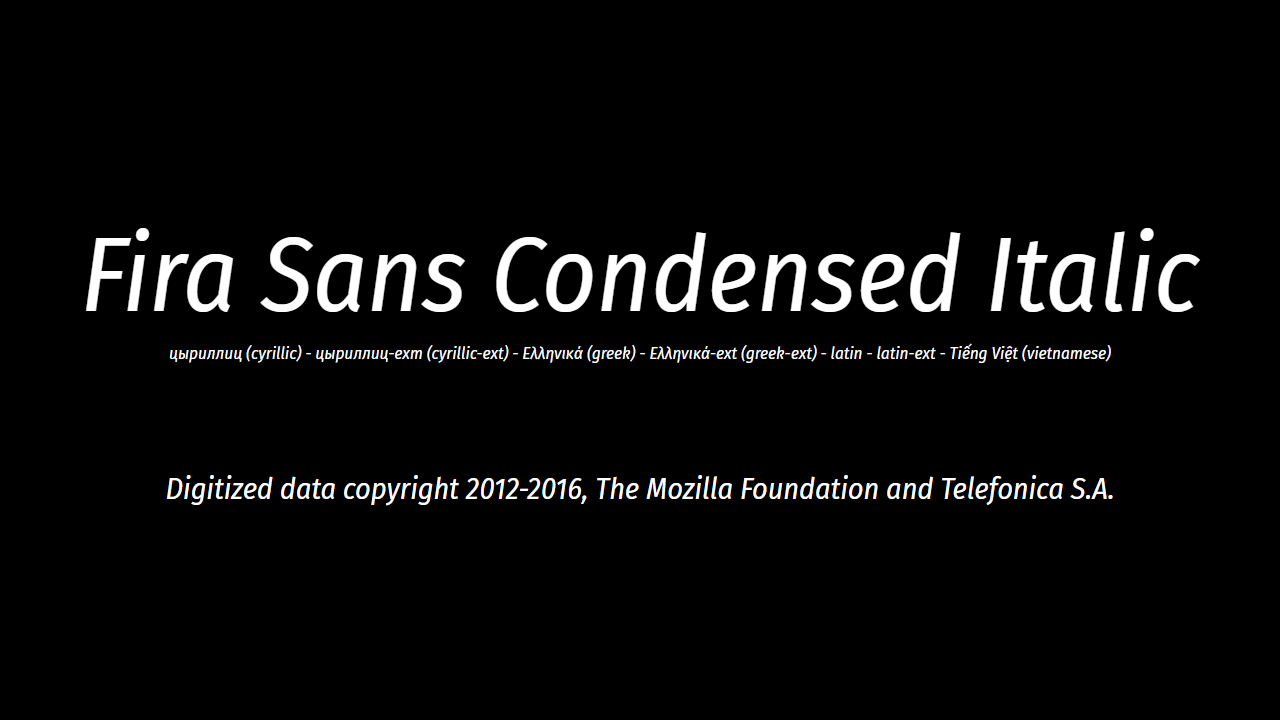 Fira Sans Condensed Italic
цыриллиц (cyrillic) - цыриллиц-ехт (cyrillic-ext) - Ελληνικά (greek) - Ελληνικά-ext (greek-ext) - latin - latin-ext - Tiếng Việt (vietnamese)
Digitized data copyright 2012-2016, The Mozilla Foundation and Telefonica S.A.